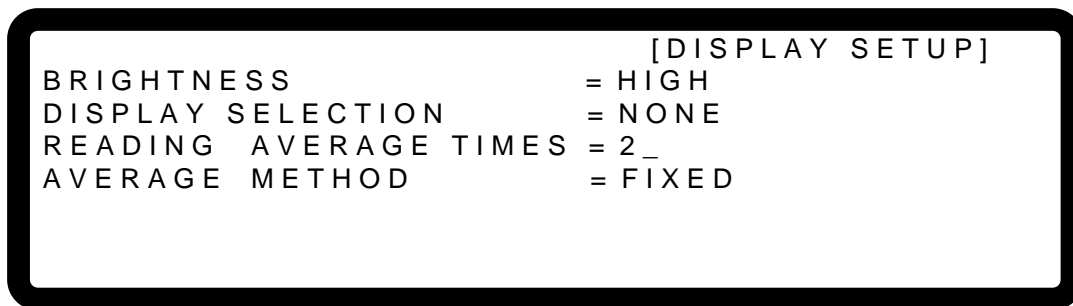 [DISPLAY SETUP]
BRIGHTNESS = HIGH
DISPLAY SELECTION = NONE
READING AVERAGE TIMES = 2_
AVERAGE METHOD = FIXED